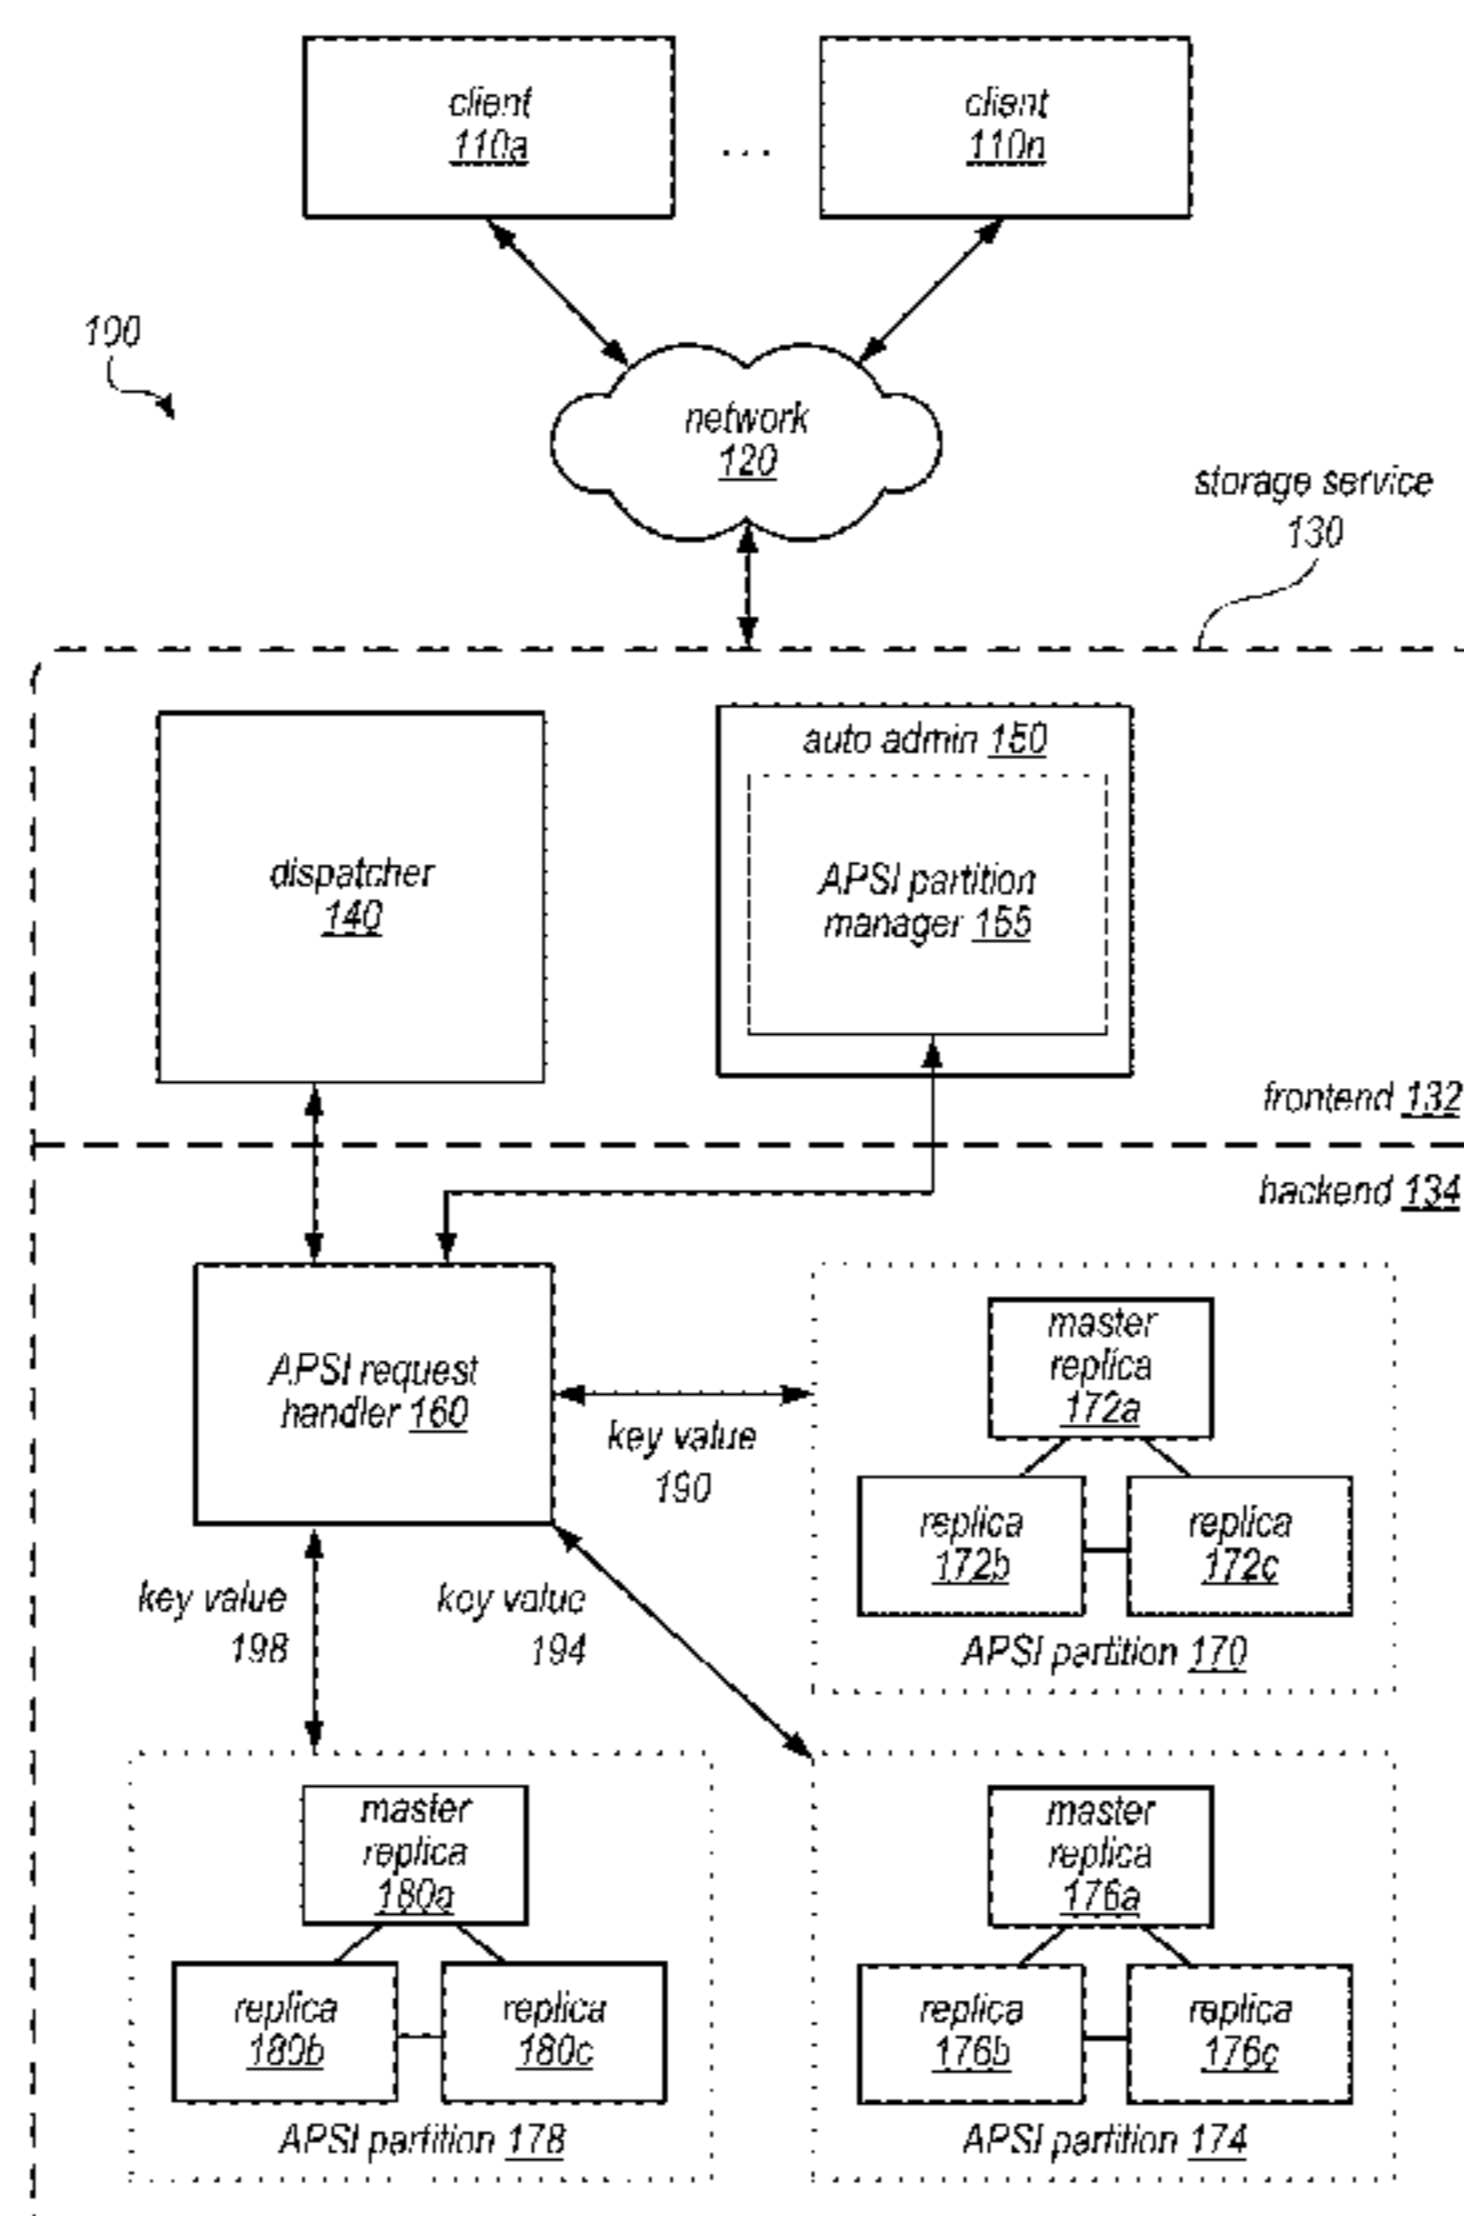 client
110a
...
client
110n
100
network
120
storage service
130
auto admin 150
dispatcher
140
APSI partition
manager 155
frontend 132
backend 134
APSI request
handler 160
key value
190
master
replica
172a
replica
172b
replica
172c
APSI partition 170
key value
198
key value
194
master
replica
180a
replica
180b
replica
180c
APSI partition 178
master
replica
176a
replica
176b
replica
176c
APSI partition 174